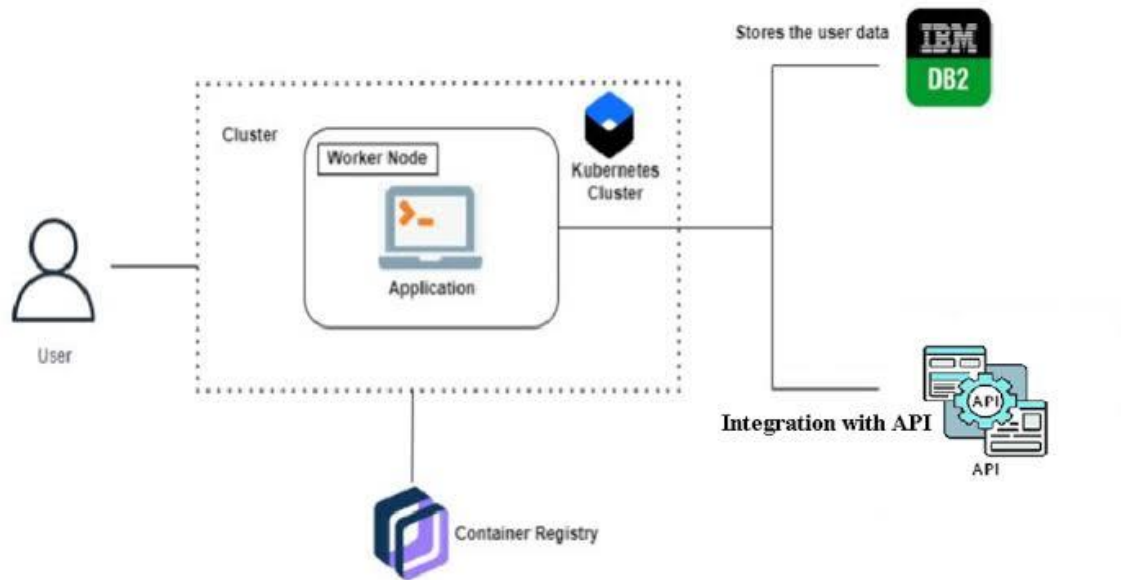 Stores the user data
IBM
DB2
Cluster
Worker Node
Kubernetes
Cluster
Application
User
API
Integration with API
API
Container Registry